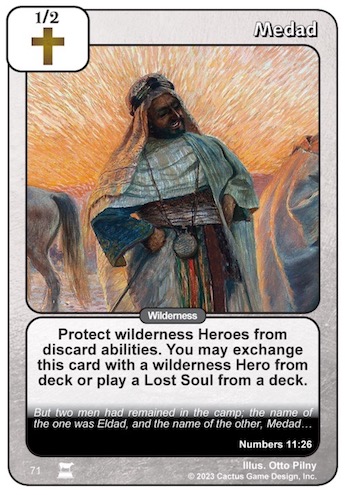 1/2
Medad
Wilderness
Protect wilderness Heroes from
discard abilities. You may exchange
this card with a wilderness Hero from
deck or play a Lost Soul from a deck.
But two men had remained in the camp; the name of
the one was Eldad, and the name of the other, Medad…
Numbers 11:26
71
Illus. Otto Pilny
© 2023 Cactus Game Design, Inc.